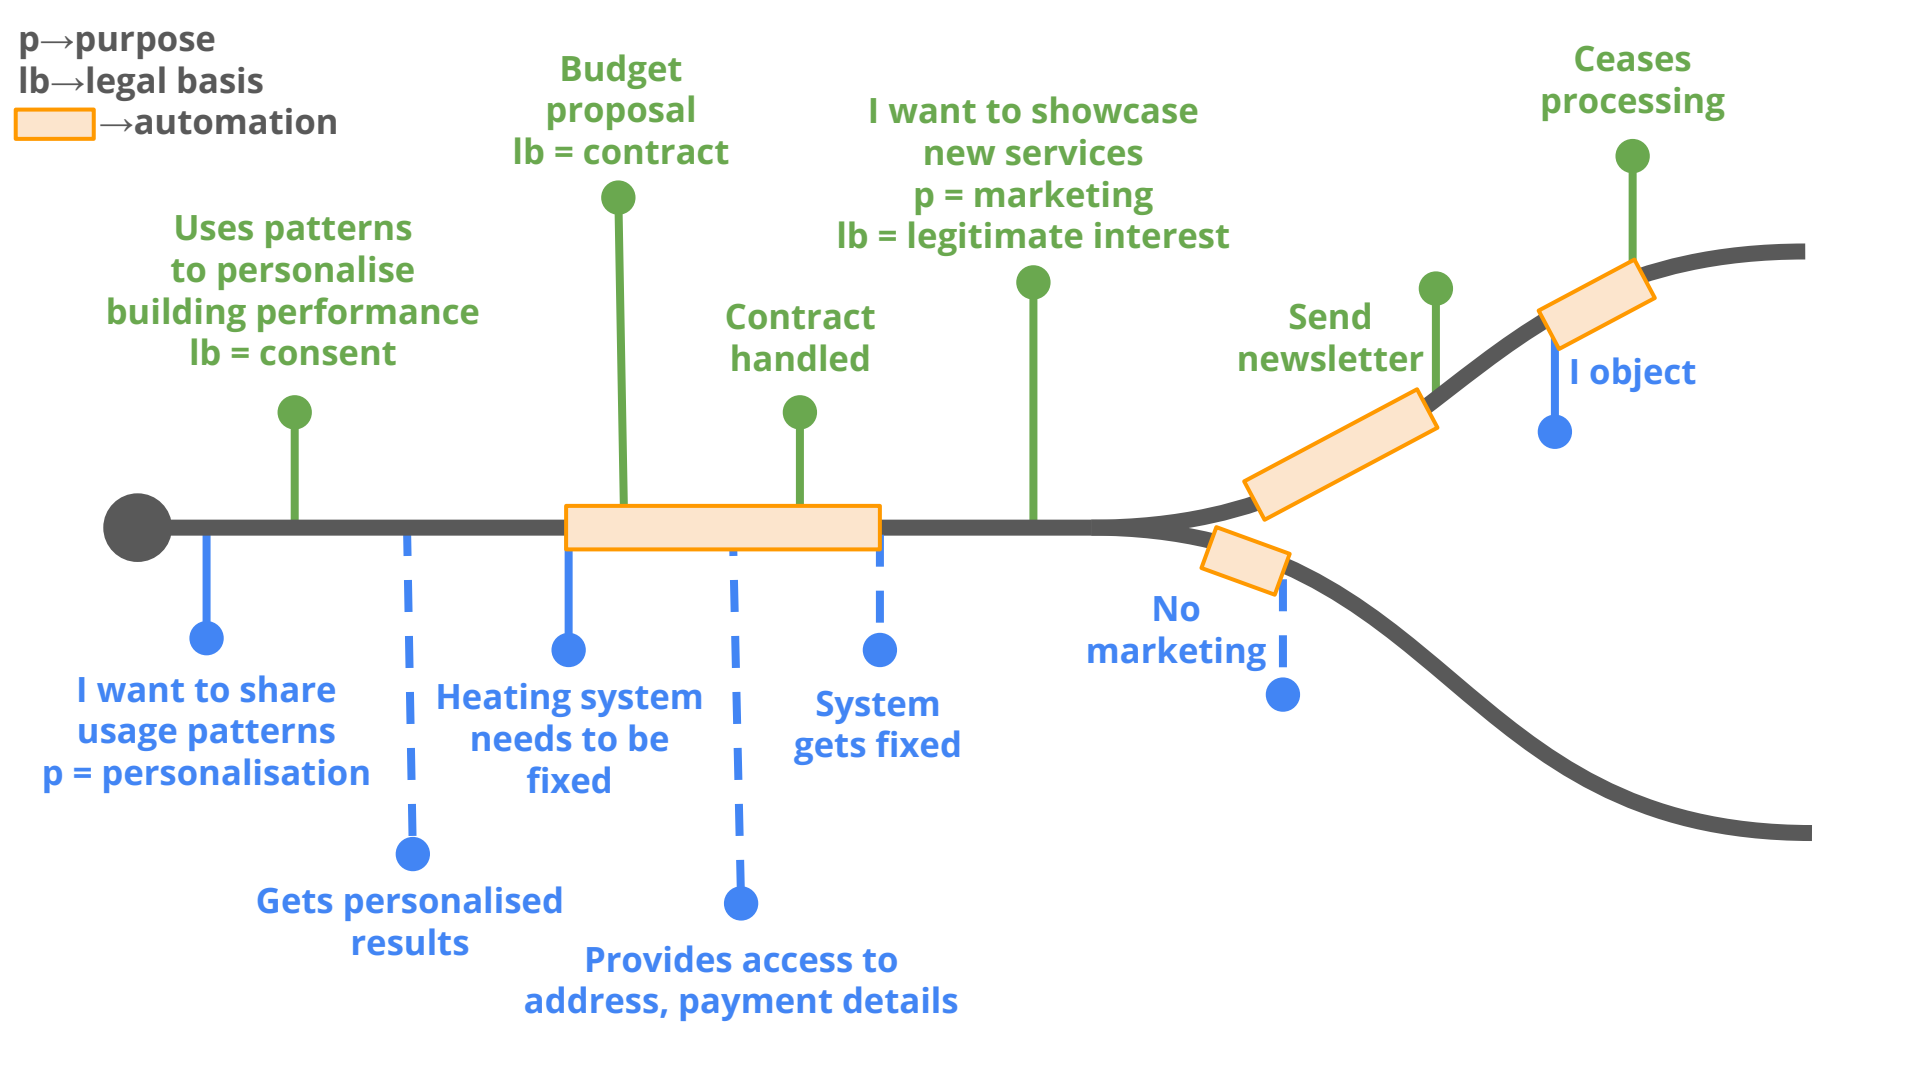 p→purpose
lb→legal basis
→automation
Budget
proposal
lb = contract
I want to showcase
new services
p = marketing
lb = legitimate interest
Ceases
processing
Uses patterns
to personalise
building performance
lb = consent
Contract
handled
Send
newsletter
I object
No
marketing
I want to share
usage patterns
p = personalisation
Heating system
needs to be
fixed
System
gets fixed
Gets personalised
results
Provides access to
address, payment details